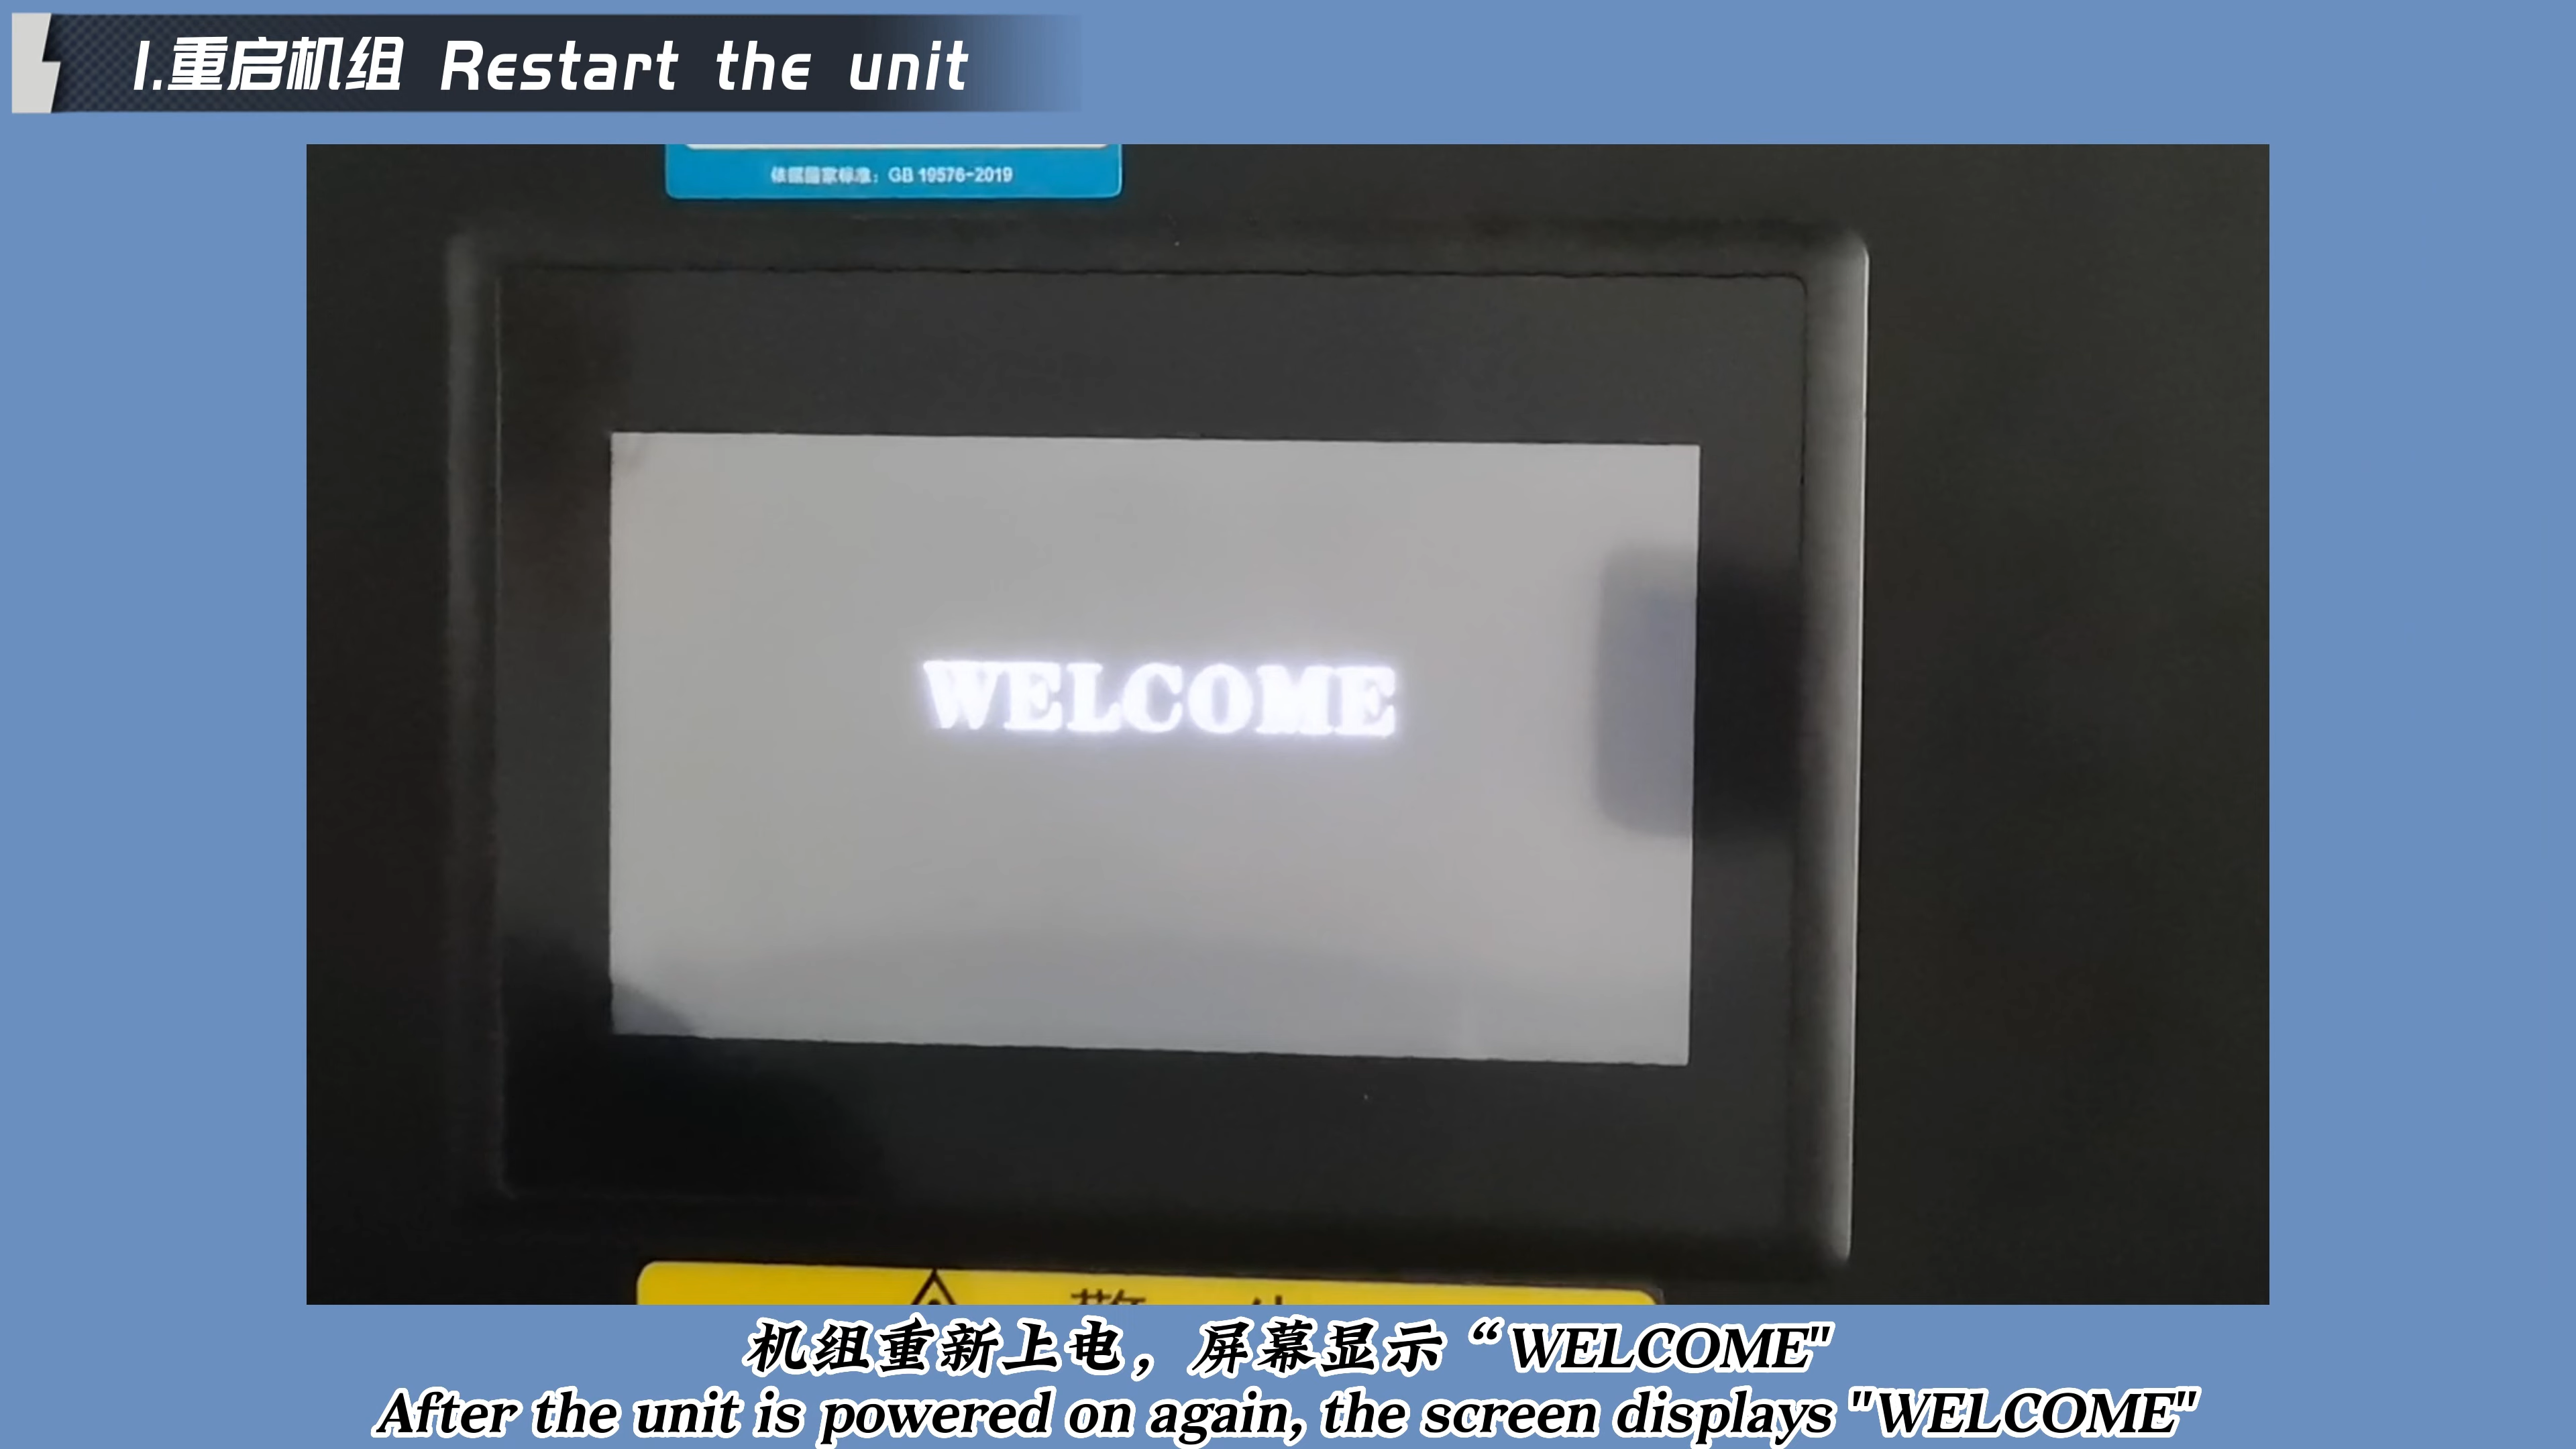 1.重启机组 Restart the unit
依据国家标准：GB 19576-2019
WELCOME
机组重新上电，屏幕显示“WELCOME"
After the unit is powered on again, the screen displays "WELCOME"